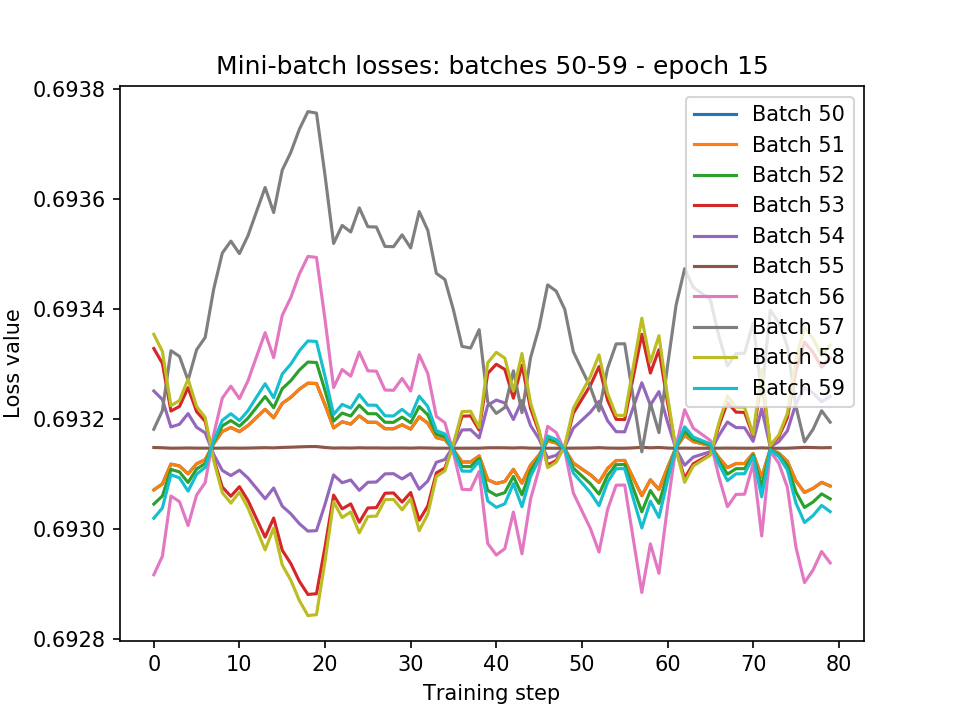 Mini-batch losses: batches 50-59 - epoch 15
0.6938
0.6936
0.6934
0.6932
0.6930
0.6928
Loss value
0
10
20
30
40
50
60
70
80
Training step
Batch 50
Batch 51
Batch 52
Batch 53
Batch 54
Batch 55
Batch 56
Batch 57
Batch 58
Batch 59